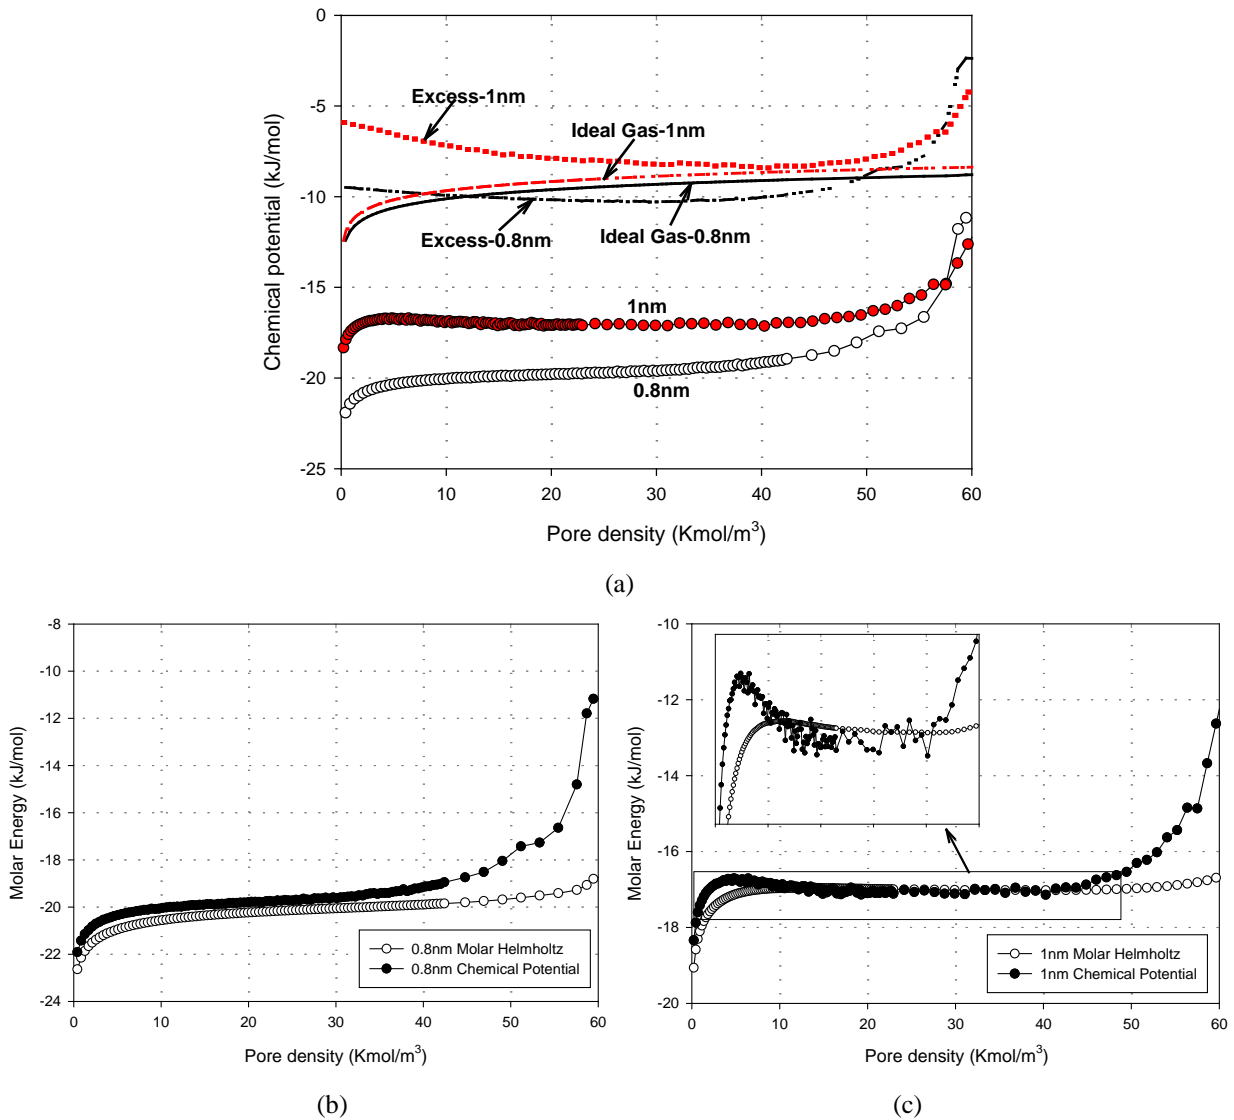 0
-5
-10
-15
-20
-25
Chemical potential (kJ/mol)
Excess-1nm
Ideal Gas-1nm
Excess-0.8nm
Ideal Gas-0.8nm
1nm
0.8nm
0 10 20 30 40 50 60
Pore density (Kmol/m³)
(a)
-8
-10
-12
-14
-16
-18
-20
-22
-24
Molar Energy (kJ/mol)
0.8nm Molar Helmholtz
0.8nm Chemical Potential
0 10 20 30 40 50 60
Pore density (Kmol/m³)
(b)
-10
-12
-14
-16
-18
-20
Molar Energy (kJ/mol)
1nm Molar Helmholtz
1nm Chemical Potential
0 10 20 30 40 50 60
Pore density (Kmol/m³)
(c)